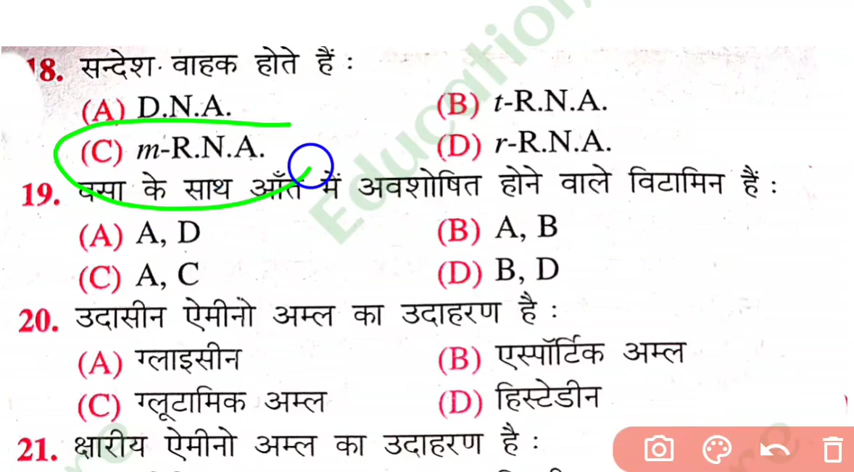 18. सन्देश वाहक होते हैं :
(A) D.N.A. (B) t-R.N.A.
(C) m-R.N.A. (D) r-R.N.A.
19. वसा के साथ आँत में अवशोषित होने वाले विटामिन हैं :
(A) A, D (B) A, B
(C) A, C (D) B, D
20. उदासीन ऐमीनो अम्ल का उदाहरण है :
(A) ग्लाइसीन (B) एस्पॉर्टिक अम्ल
(C) ग्लूटामिक अम्ल (D) हिस्टेडीन
21. क्षारीय ऐमीनो अम्ल का उदाहरण है :
Education